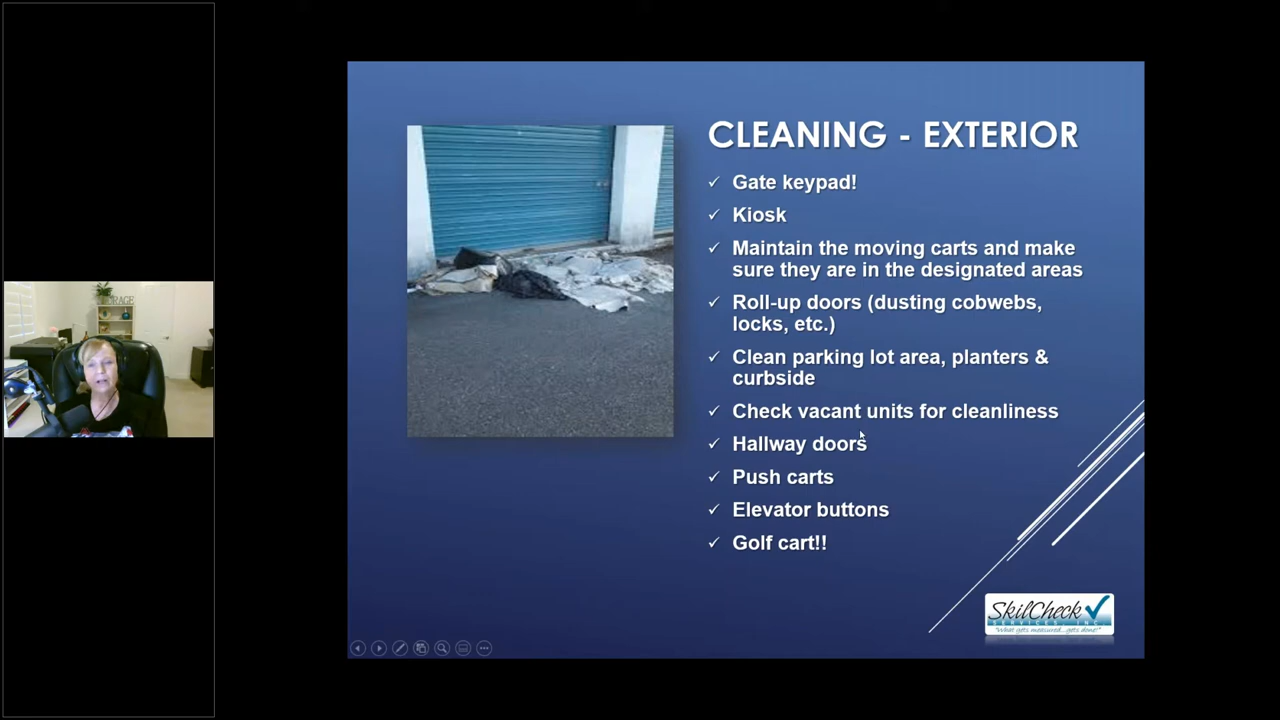 CLEANING - EXTERIOR
Gate keypad!
Kiosk
Maintain the moving carts and make
sure they are in the designated areas
Roll-up doors (dusting cobwebs,
locks, etc.)
Clean parking lot area, planters &
curbside
Check vacant units for cleanliness
Hallway doors
Push carts
Elevator buttons
Golf cart!!
SkilCheck
SERVICES, INC.
"What gets measured...gets done!"